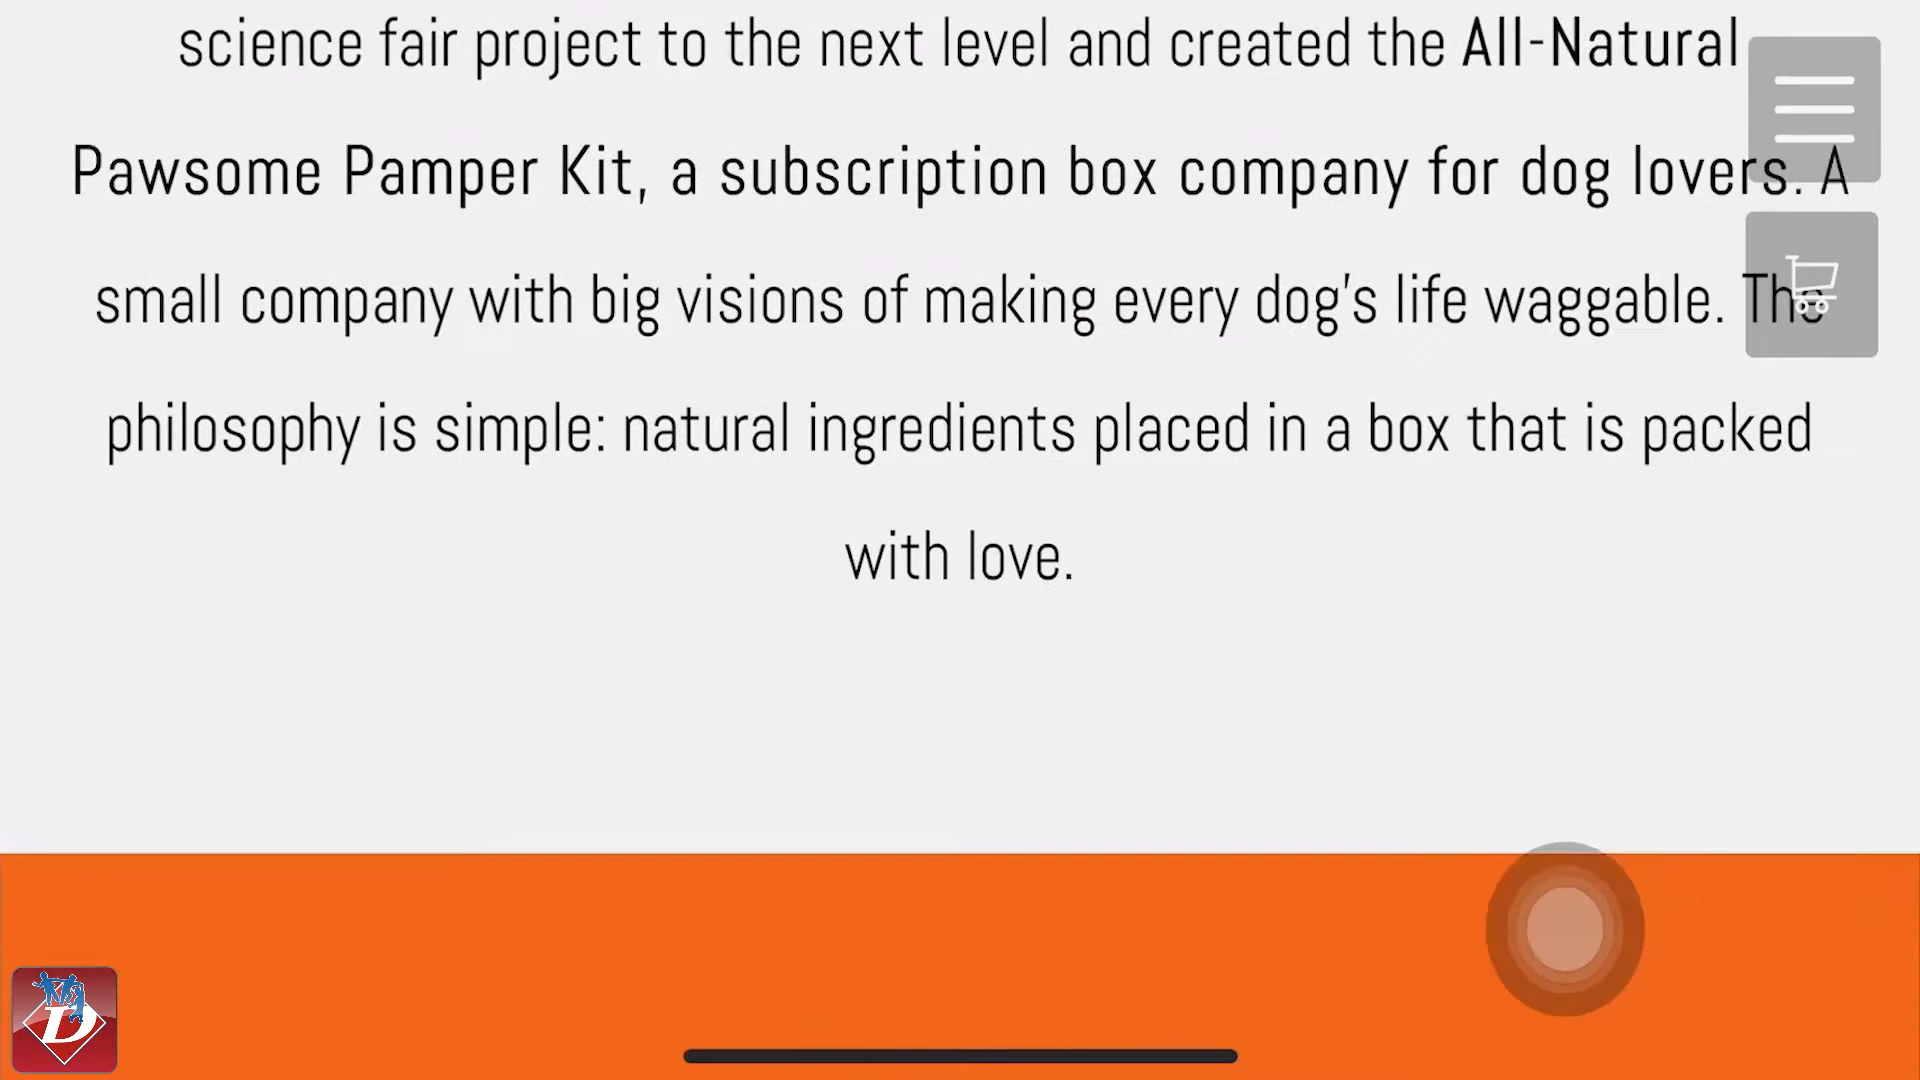 science fair project to the next level and created the All-Natural
Pawsome Pamper Kit, a subscription box company for dog lovers. A
small company with big visions of making every dog's life waggable. The
philosophy is simple: natural ingredients placed in a box that is packed
with love.
D